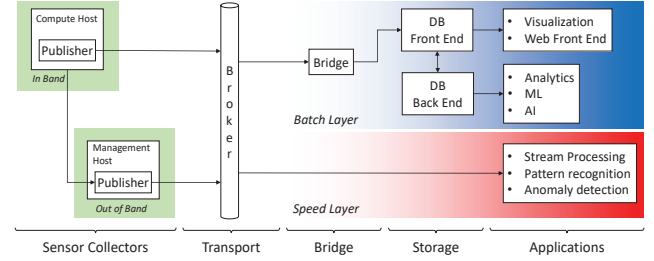 Compute Host
Publisher
In Band
Management
Host
Publisher
Out of Band
B
r
o
k
e
r
Bridge
DB
Front End
DB
Back End
• Visualization
• Web Front End
• Analytics
• ML
• AI
Batch Layer
• Stream Processing
• Pattern recognition
• Anomaly detection
Speed Layer
Sensor Collectors
Transport
Bridge
Storage
Applications